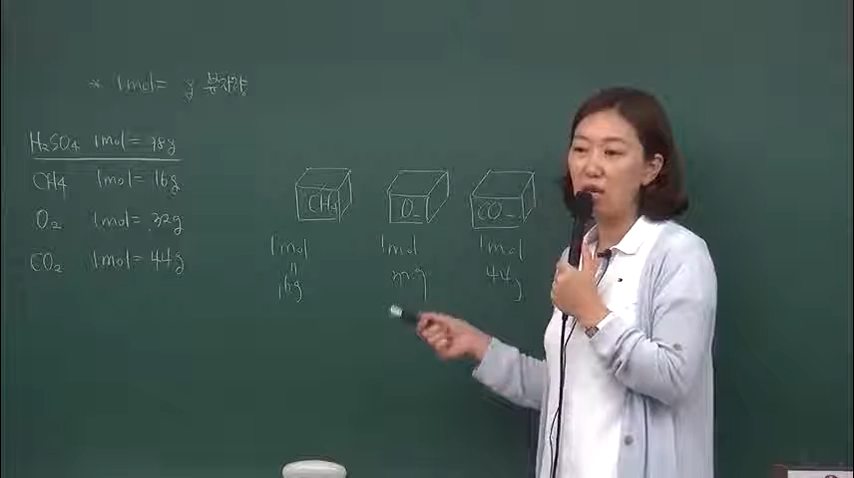 * 1mol = g 분자량
H₂SO₄ 1mol = 98g
CH₄ 1mol = 16g
O₂ 1mol = 32g
CO₂ 1mol = 44g
CH₄ O₂ CO₂
1mol 1mol 1mol
=
16g 32g 44g